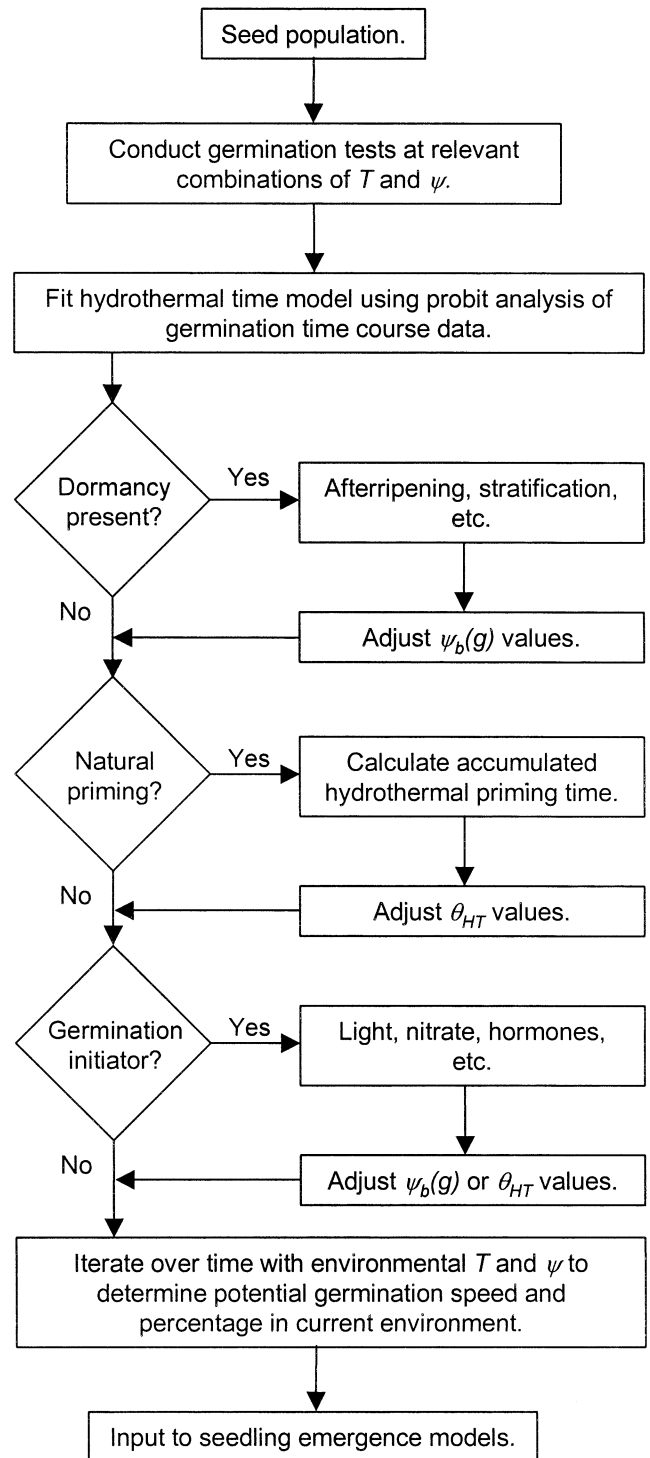 Seed population.
Conduct germination tests at relevant
combinations of T and ψ.
Fit hydrothermal time model using probit analysis of
germination time course data.
Dormancy
present?
Yes
Afterripening, stratification,
etc.
No
Adjust ψb(g) values.
Natural
priming?
Yes
Calculate accumulated
hydrothermal priming time.
No
Adjust θHT values.
Germination
initiator?
Yes
Light, nitrate, hormones,
etc.
No
Adjust ψb(g) or θHT values.
Iterate over time with environmental T and ψ to
determine potential germination speed and
percentage in current environment.
Input to seedling emergence models.